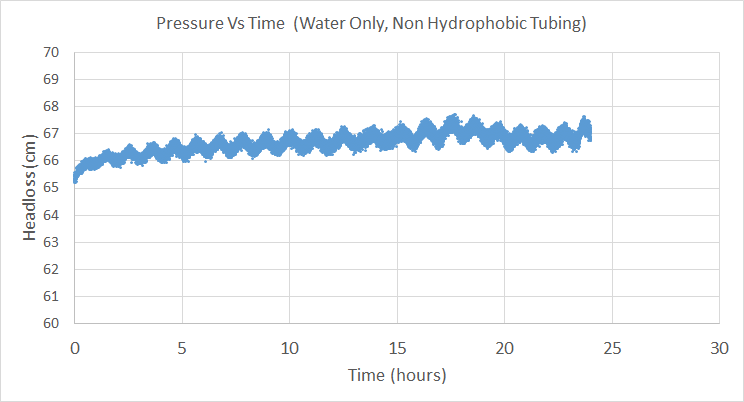 Pressure Vs Time  (Water Only, Non Hydrophobic Tubing)
70
69
68
67
66
65
64
63
62
61
60
Headloss (cm)
0 5 10 15 20 25 30
Time (hours)